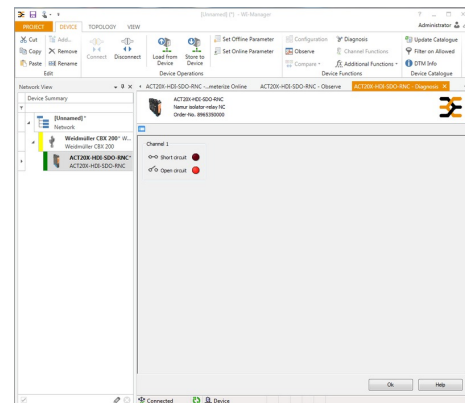 [Unnamed] (*) - WI-Manager
PROJECT DEVICE TOPOLOGY VIEW
Administrator
Cut Add...
Copy Remove
Paste Rename
Edit
Connect Disconnect
Load from Device Store to Device
Device Operations
Set Offline Parameter
Set Online Parameter
Configuration Diagnosis
Observe Channel Functions
Compare Additional Functions
Device Functions
Update Catalogue
Filter on Allowed
DTM Info
Device Catalogue
Network View
Device Summary
[Unnamed]*
Network
Weidmüller CBX 200* W...
Weidmüller CBX 200
ACT20X-HDI-SDO-RNC*
ACT20X-HDI-SDO-RNC
ACT20X-HDI-SDO-RNC -...meterize Online ACT20X-HDI-SDO-RNC - Observe ACT20X-HDI-SDO-RNC - Diagnosis
ACT20X-HDI-SDO-RNC
Namur isolator-relay NC
Order-No. 8965350000
Channel 1
Short circuit
Open circuit
Ok Help
Connected Device